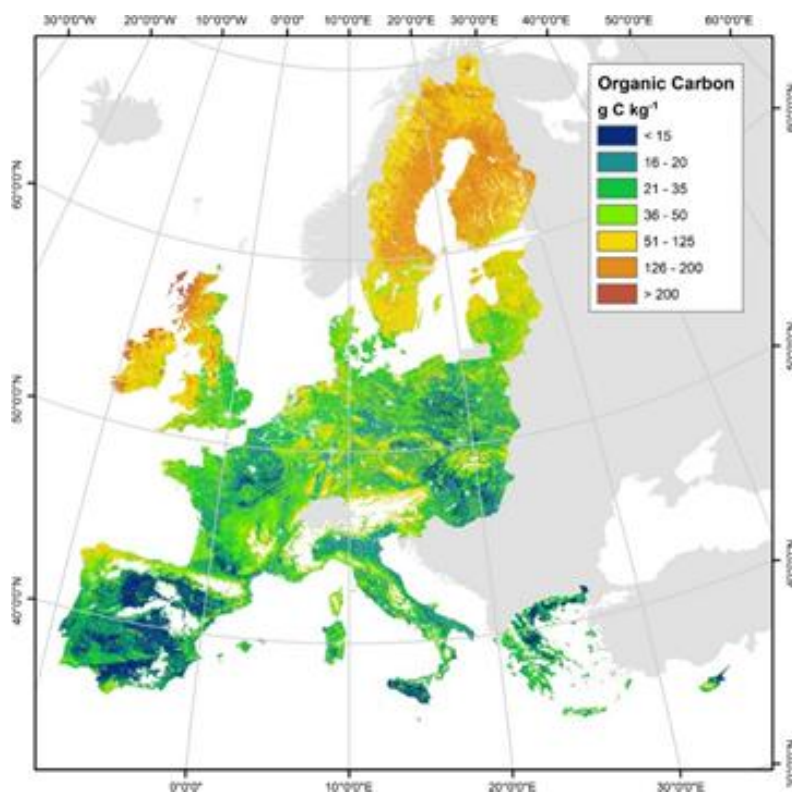 30°0'0"W 20°0'0"W 10°0'0"W 0°0'0" 10°0'0"E 20°0'0"E 30°0'0"E 40°0'0"E 50°0'0"E 60°0'0"E
Organic Carbon
g C kg⁻¹
< 15
16 - 20
21 - 35
36 - 50
51 - 125
126 - 200
> 200
60°0'0"N
50°0'0"N
40°0'0"N
0°0'0" 10°0'0"E 20°0'0"E 30°0'0"E